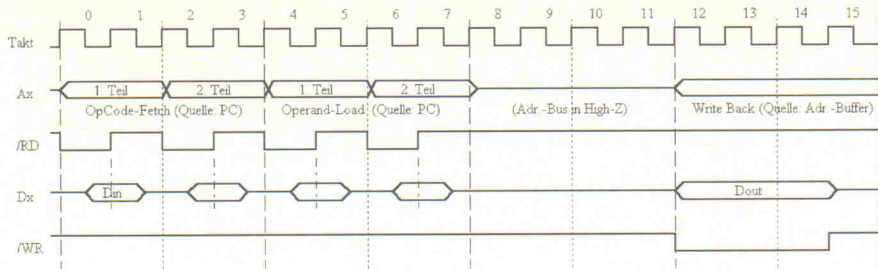 0 1 2 3 4 5 6 7 8 9 10 11 12 13 14 15
Takt
Ax 1. Teil 2. Teil 1. Teil 2. Teil
OpCode-Fetch (Quelle: PC) Operand-Load (Quelle: PC) (Adr.-Bus in High-Z) Write Back (Quelle: Adr.-Buffer)
/RD
Dx Din Dout
/WR